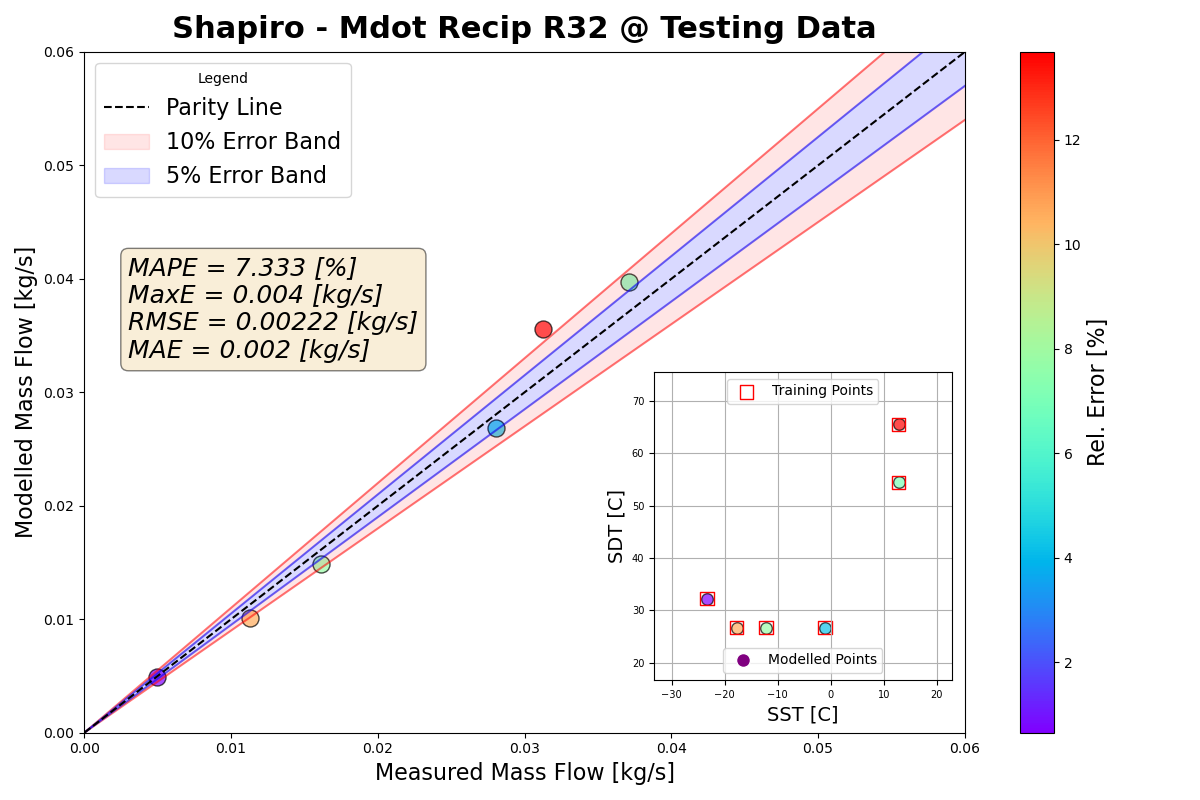 Shapiro - Mdot Recip R32 @ Testing Data
Legend
Parity Line
10% Error Band
5% Error Band
MAPE = 7.333 [%]
MaxE = 0.004 [kg/s]
RMSE = 0.00222 [kg/s]
MAE = 0.002 [kg/s]
Modelled Mass Flow [kg/s]
0.06
0.05
0.04
0.03
0.02
0.01
0.00
0.00 0.01 0.02 0.03 0.04 0.05 0.06
Measured Mass Flow [kg/s]
Training Points
Modelled Points
SDT [C]
70
60
50
40
30
20
−30 −20 −10 0 10 20
SST [C]
12
10
8
6
4
2
Rel. Error [%]